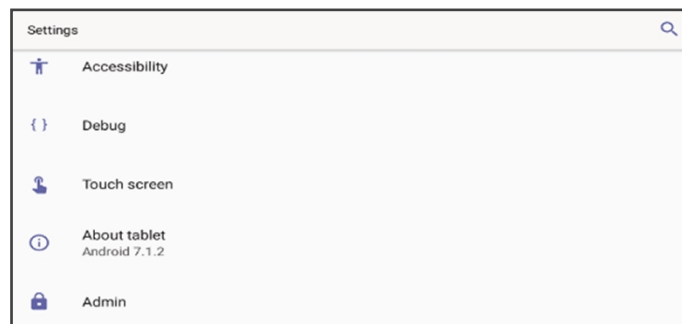 Settings
Accessibility
Debug
Touch screen
About tablet
Android 7.1.2
Admin